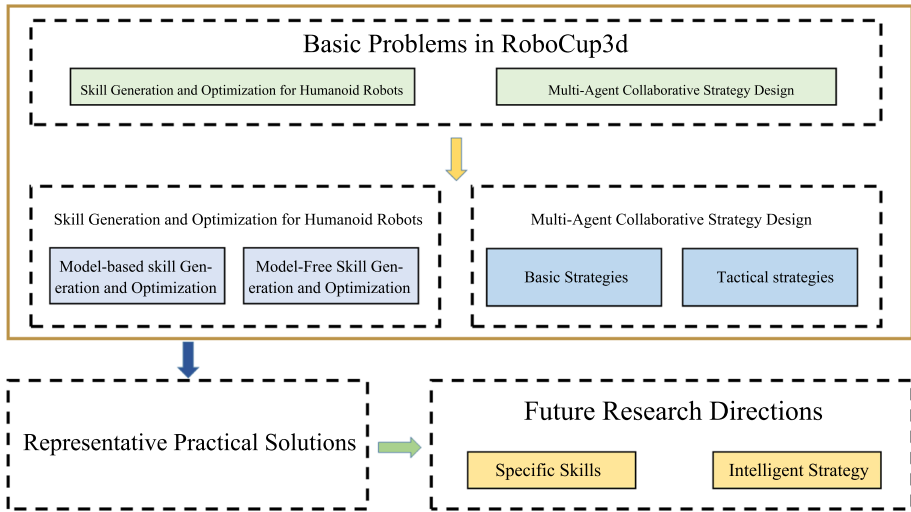 Basic Problems in RoboCup3d
Skill Generation and Optimization for Humanoid Robots
Multi-Agent Collaborative Strategy Design
Skill Generation and Optimization for Humanoid Robots
Model-based skill Gen-
eration and Optimization
Model-Free Skill Gen-
eration and Optimization
Multi-Agent Collaborative Strategy Design
Basic Strategies
Tactical strategies
Representative Practical Solutions
Future Research Directions
Specific Skills
Intelligent Strategy